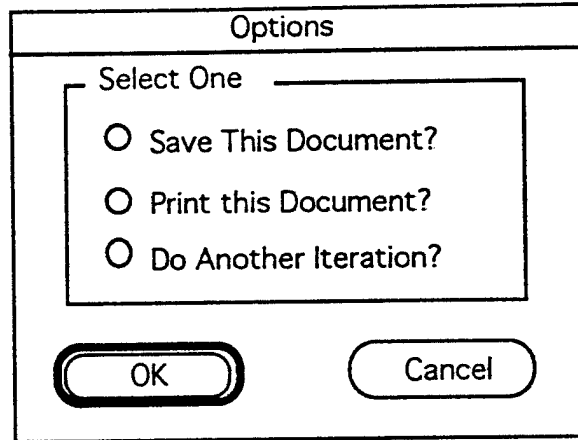 Options
Select One
Save This Document?
Print this Document?
Do Another Iteration?
OK Cancel